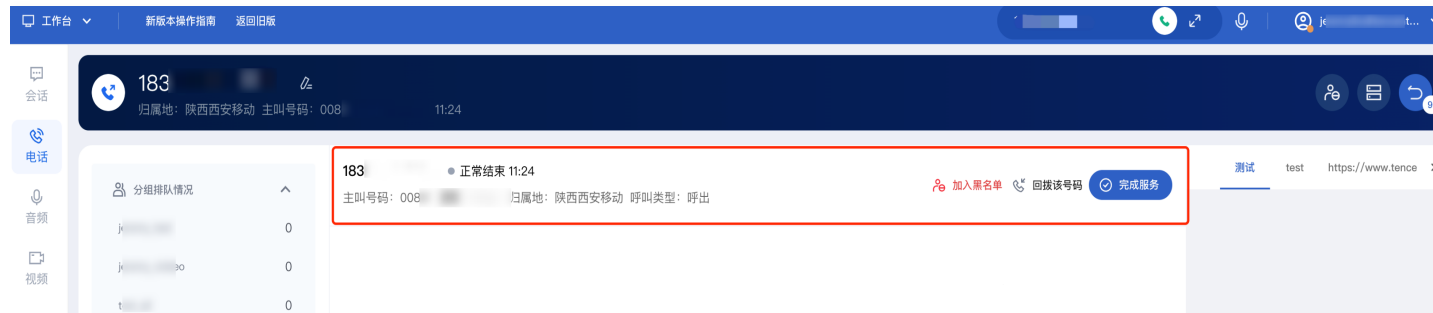 工作台 新版本操作指南 返回旧版
183
归属地：陕西西安移动 主叫号码：008 11:24
9
会话
电话
音频
视频
分组排队情况
0
0
0
183 正常结束 11:24
主叫号码：008 归属地：陕西西安移动 呼叫类型：呼出
加入黑名单 回拨该号码 完成服务
测试 test https://www.tence